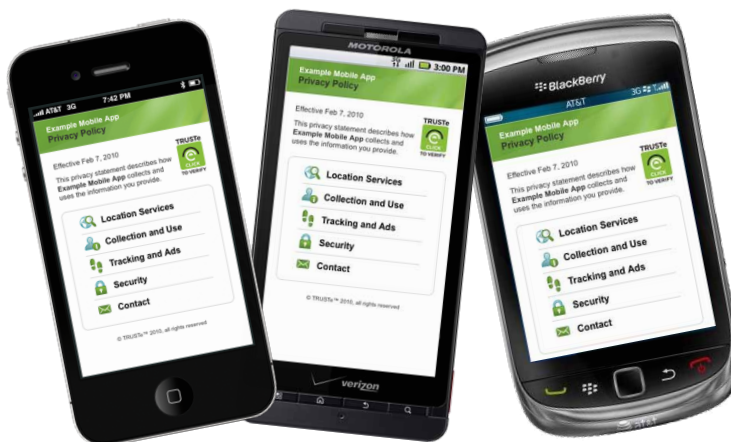 AT&T 3G 7:42 PM
Example Mobile App
Privacy Policy
Effective Feb 7, 2010
This privacy statement describes how
Example Mobile App collects and
uses the information you provide.
TRUSTe
CLICK
TO VERIFY
Location Services
Collection and Use
Tracking and Ads
Security
Contact
© TRUSTe™ 2010, all rights reserved
MOTOROLA
3G 3:00 PM
Example Mobile App
Privacy Policy
Effective Feb 7, 2010
This privacy statement describes how
Example Mobile App collects and
uses the information you provide.
TRUSTe
CLICK
TO VERIFY
Location Services
Collection and Use
Tracking and Ads
Security
Contact
© TRUSTe™ 2010, all rights reserved
verizon
BlackBerry
AT&T 3G
Example Mobile App
Privacy Policy
Effective Feb 7, 2010
This privacy statement describes how
Example Mobile App collects and
uses the information you provide.
TRUSTe
CLICK
TO VERIFY
Location Services
Collection and Use
Tracking and Ads
Security
Contact
at&t